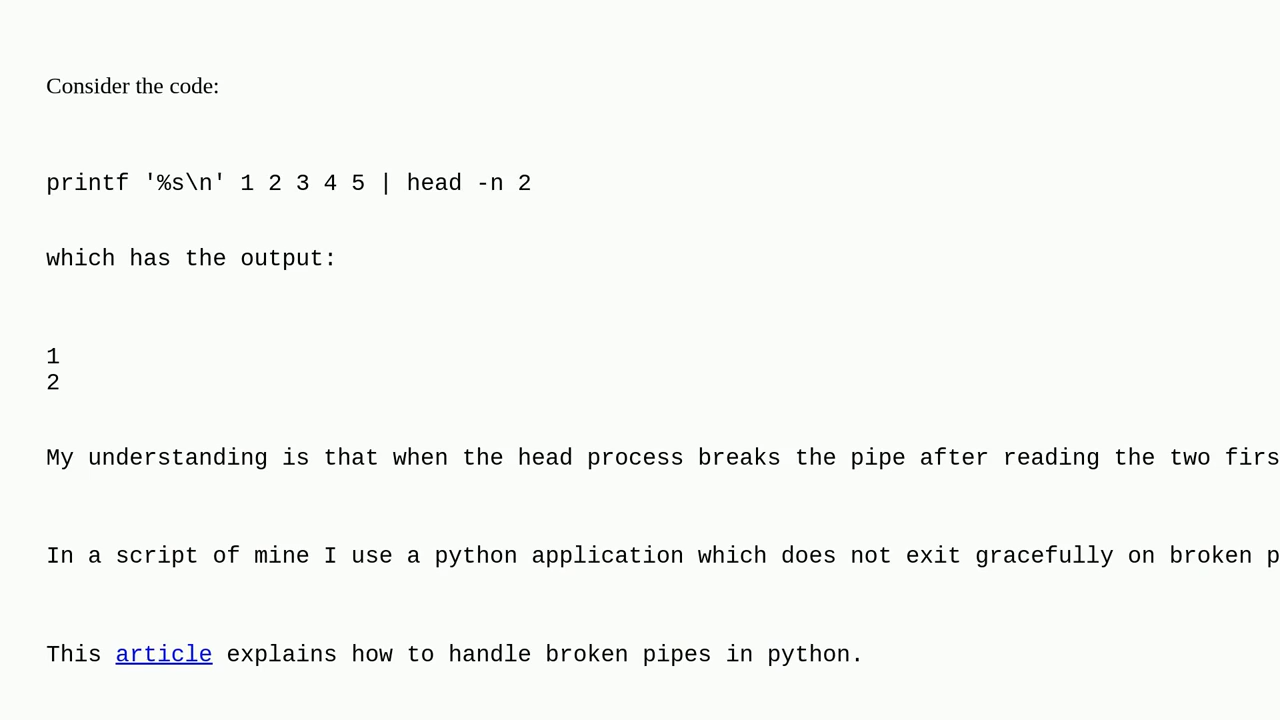 Consider the code:
printf '%s\n' 1 2 3 4 5 | head -n 2
which has the output:
1
2
My understanding is that when the head process breaks the pipe after reading the two
In a script of mine I use a python application which does not exit gracefully on broken
This article explains how to handle broken pipes in python.